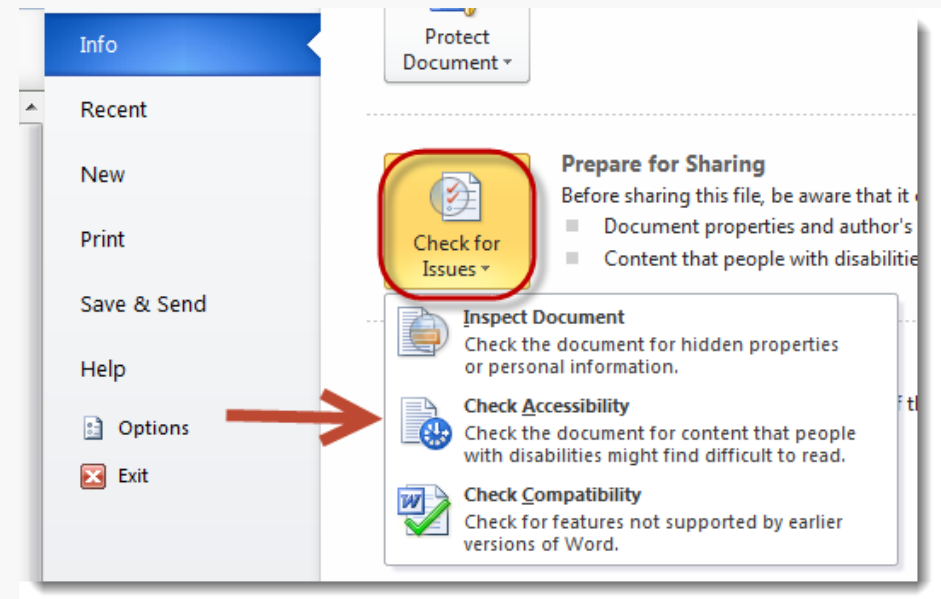 Info
Recent
New
Print
Save & Send
Help
Options
Exit
Protect
Document
Prepare for Sharing
Before sharing this file, be aware that it
Document properties and author's
Content that people with
Check for
Issues
Inspect Document
Check the document for hidden properties
or personal information.
Check Accessibility
Check the document for content that people
with disabilities might find difficult to read.
Check Compatibility
Check for features not supported by earlier
versions of Word.